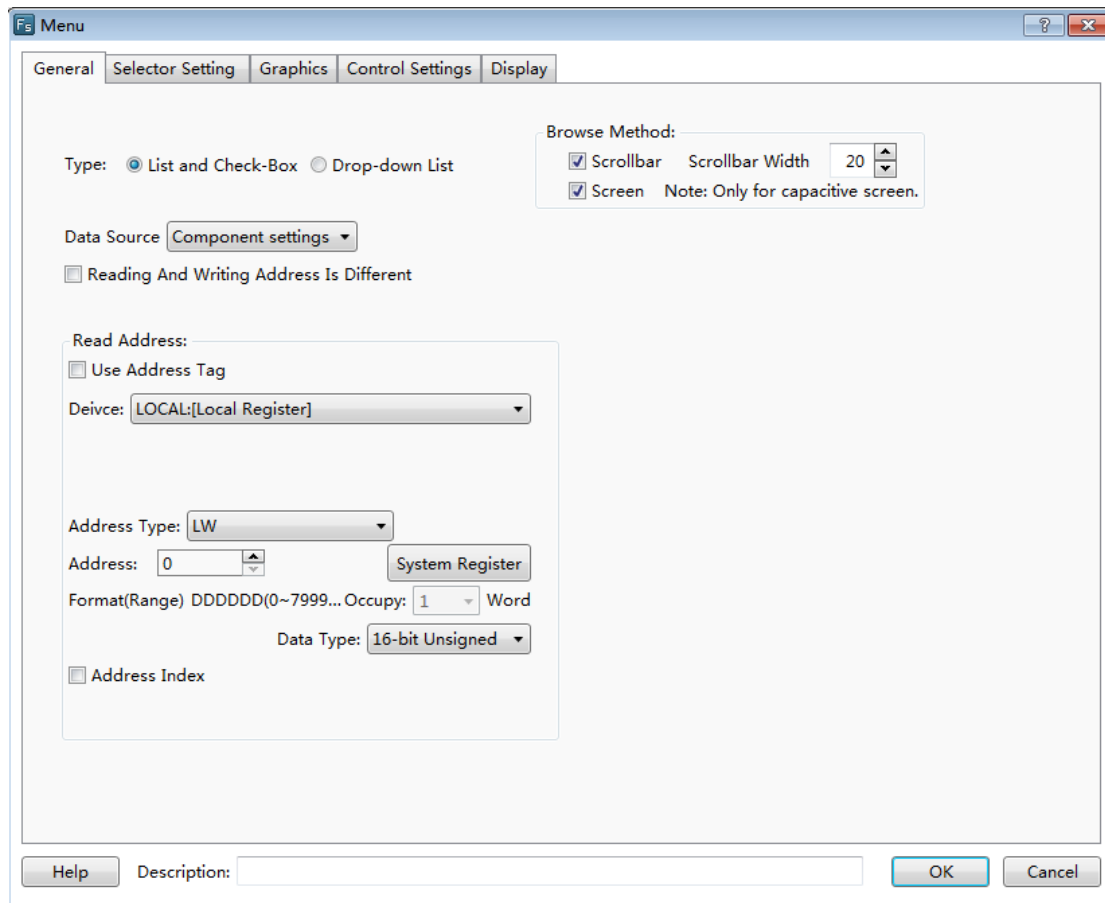 Fs Menu
General Selector Setting Graphics Control Settings Display
Browse Method:
Type: List and Check-Box Drop-down List
Scrollbar Scrollbar Width 20
Screen Note: Only for capacitive screen.
Data Source Component settings
Reading And Writing Address Is Different
Read Address:
Use Address Tag
Deivce: LOCAL:[Local Register]
Address Type: LW
Address: 0 System Register
Format(Range) DDDDDD(0~7999... Occupy: 1 Word
Data Type: 16-bit Unsigned
Address Index
Help Description: OK Cancel